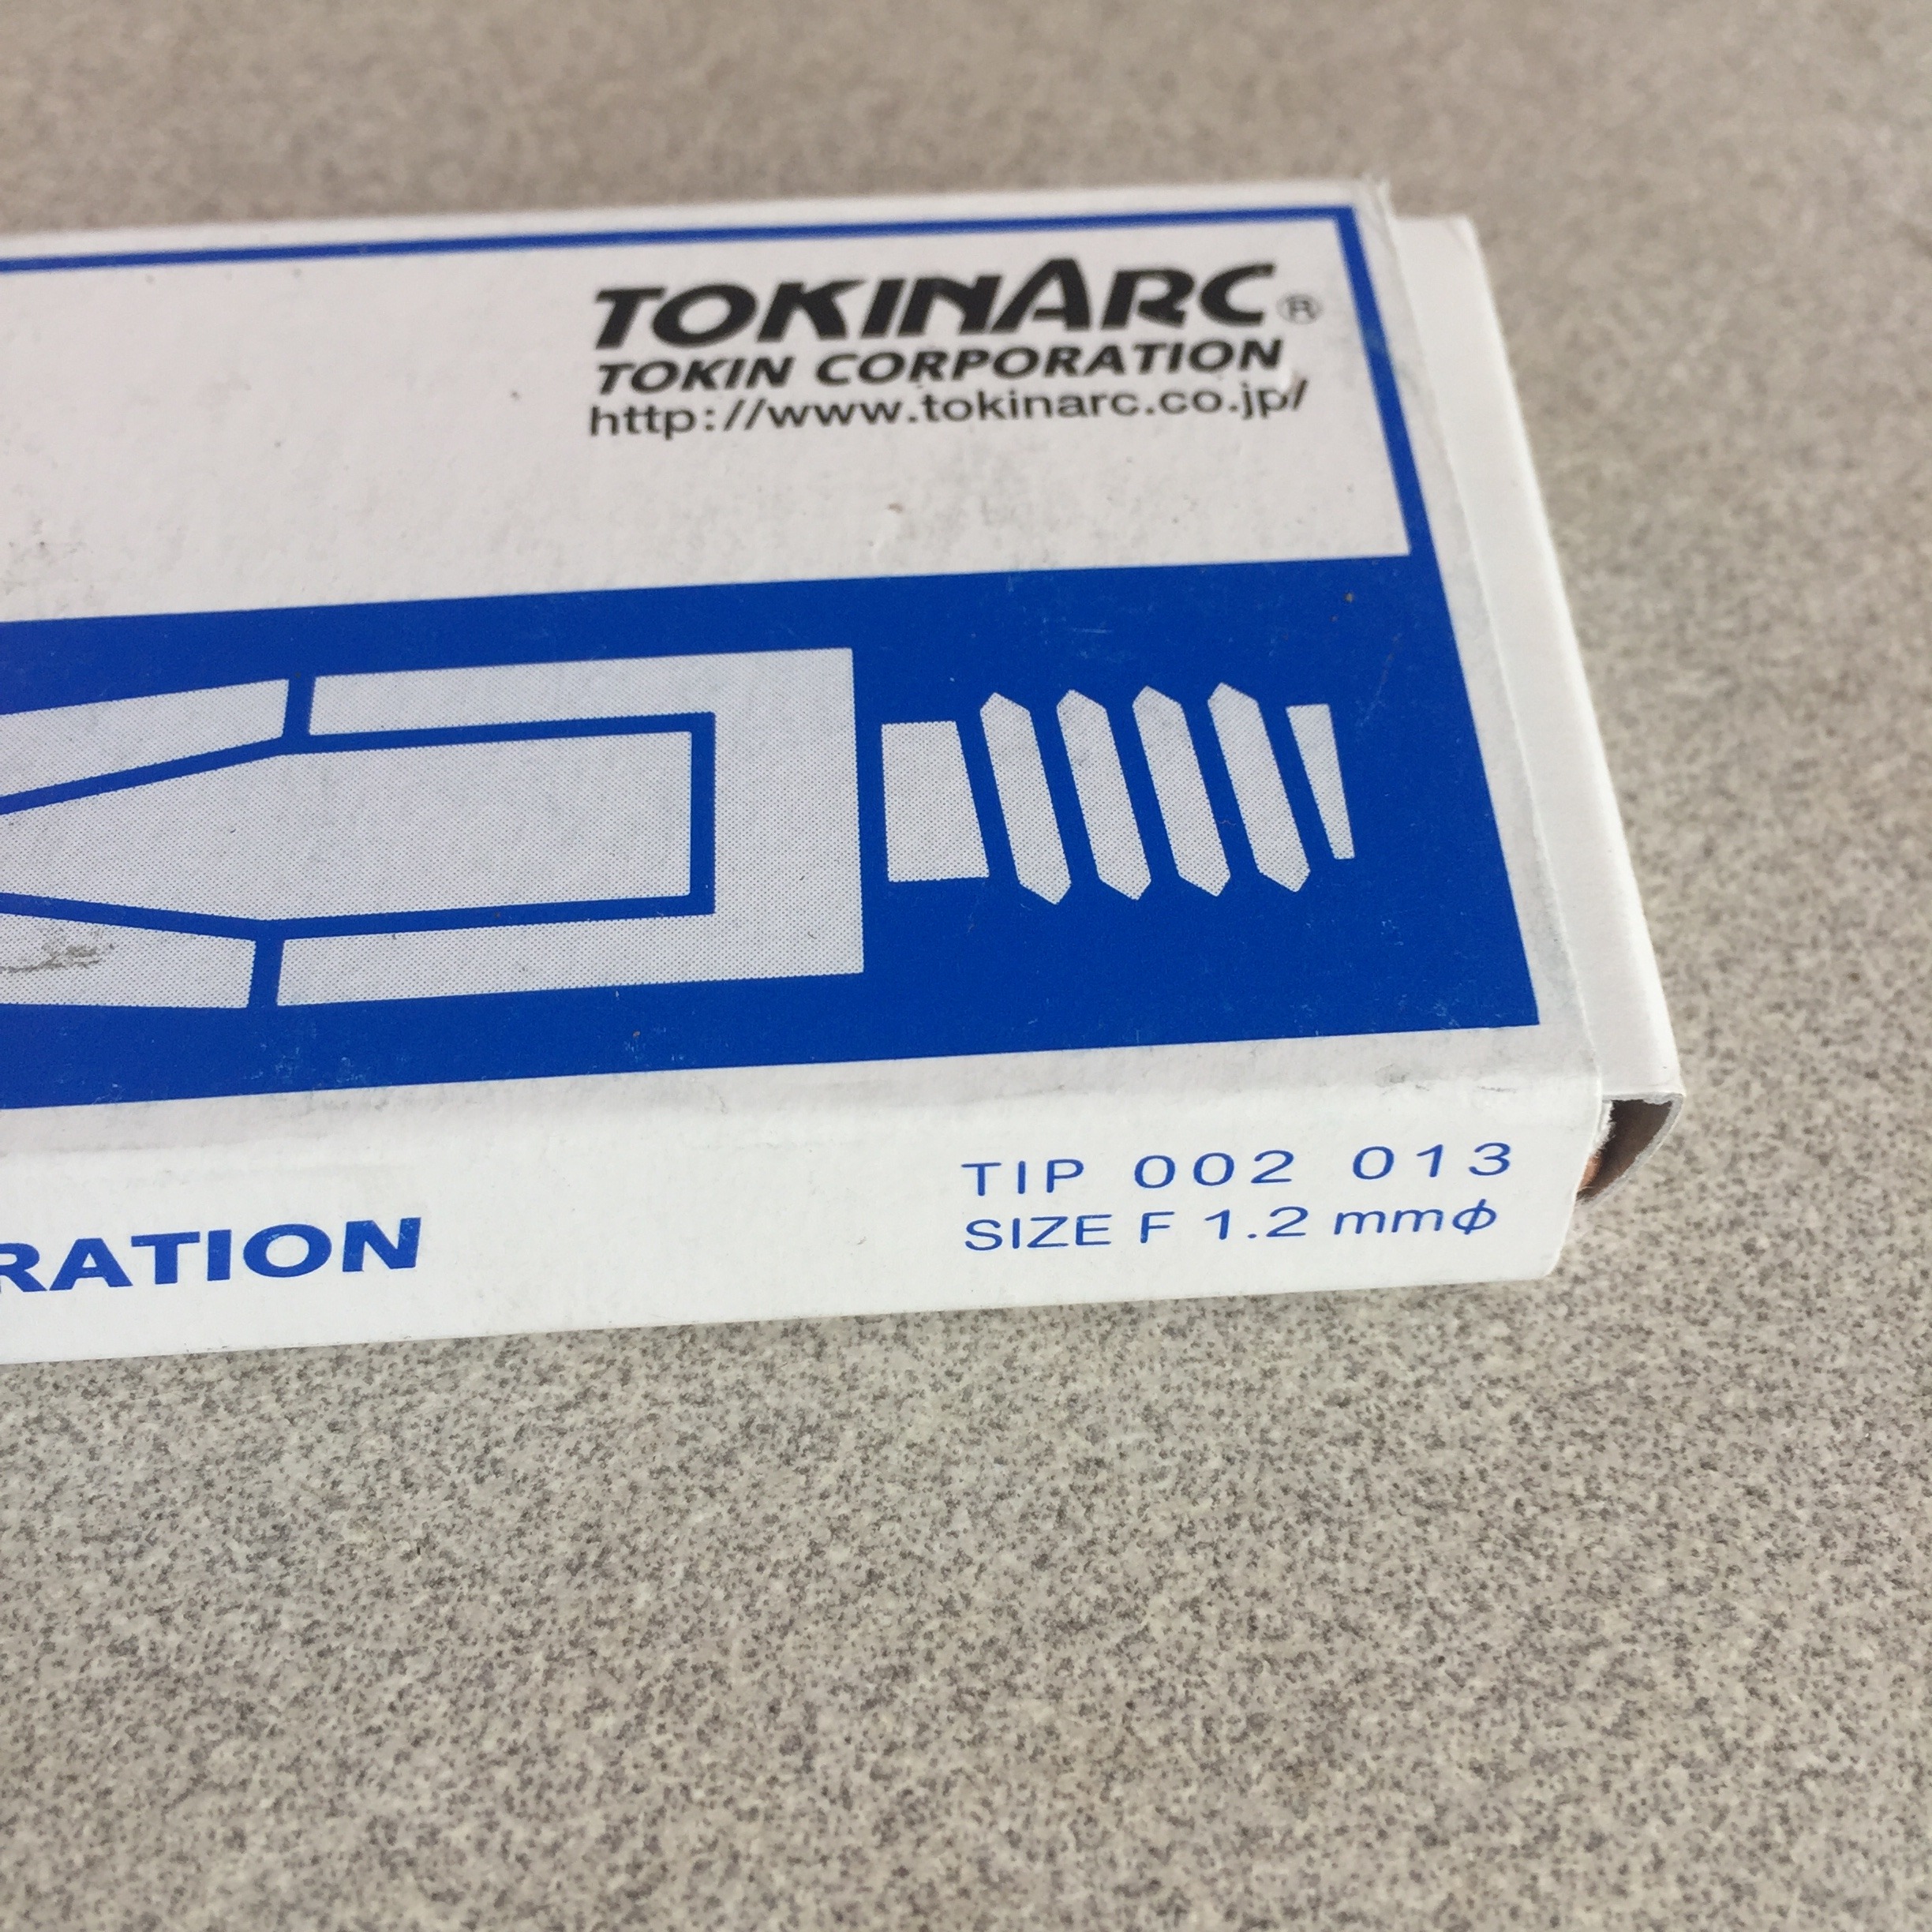 TOKINARC®
TOKIN CORPORATION
http://www.tokinarc.co.jp/
TIP 002 013
SIZE F 1.2 mmϕ
RATION